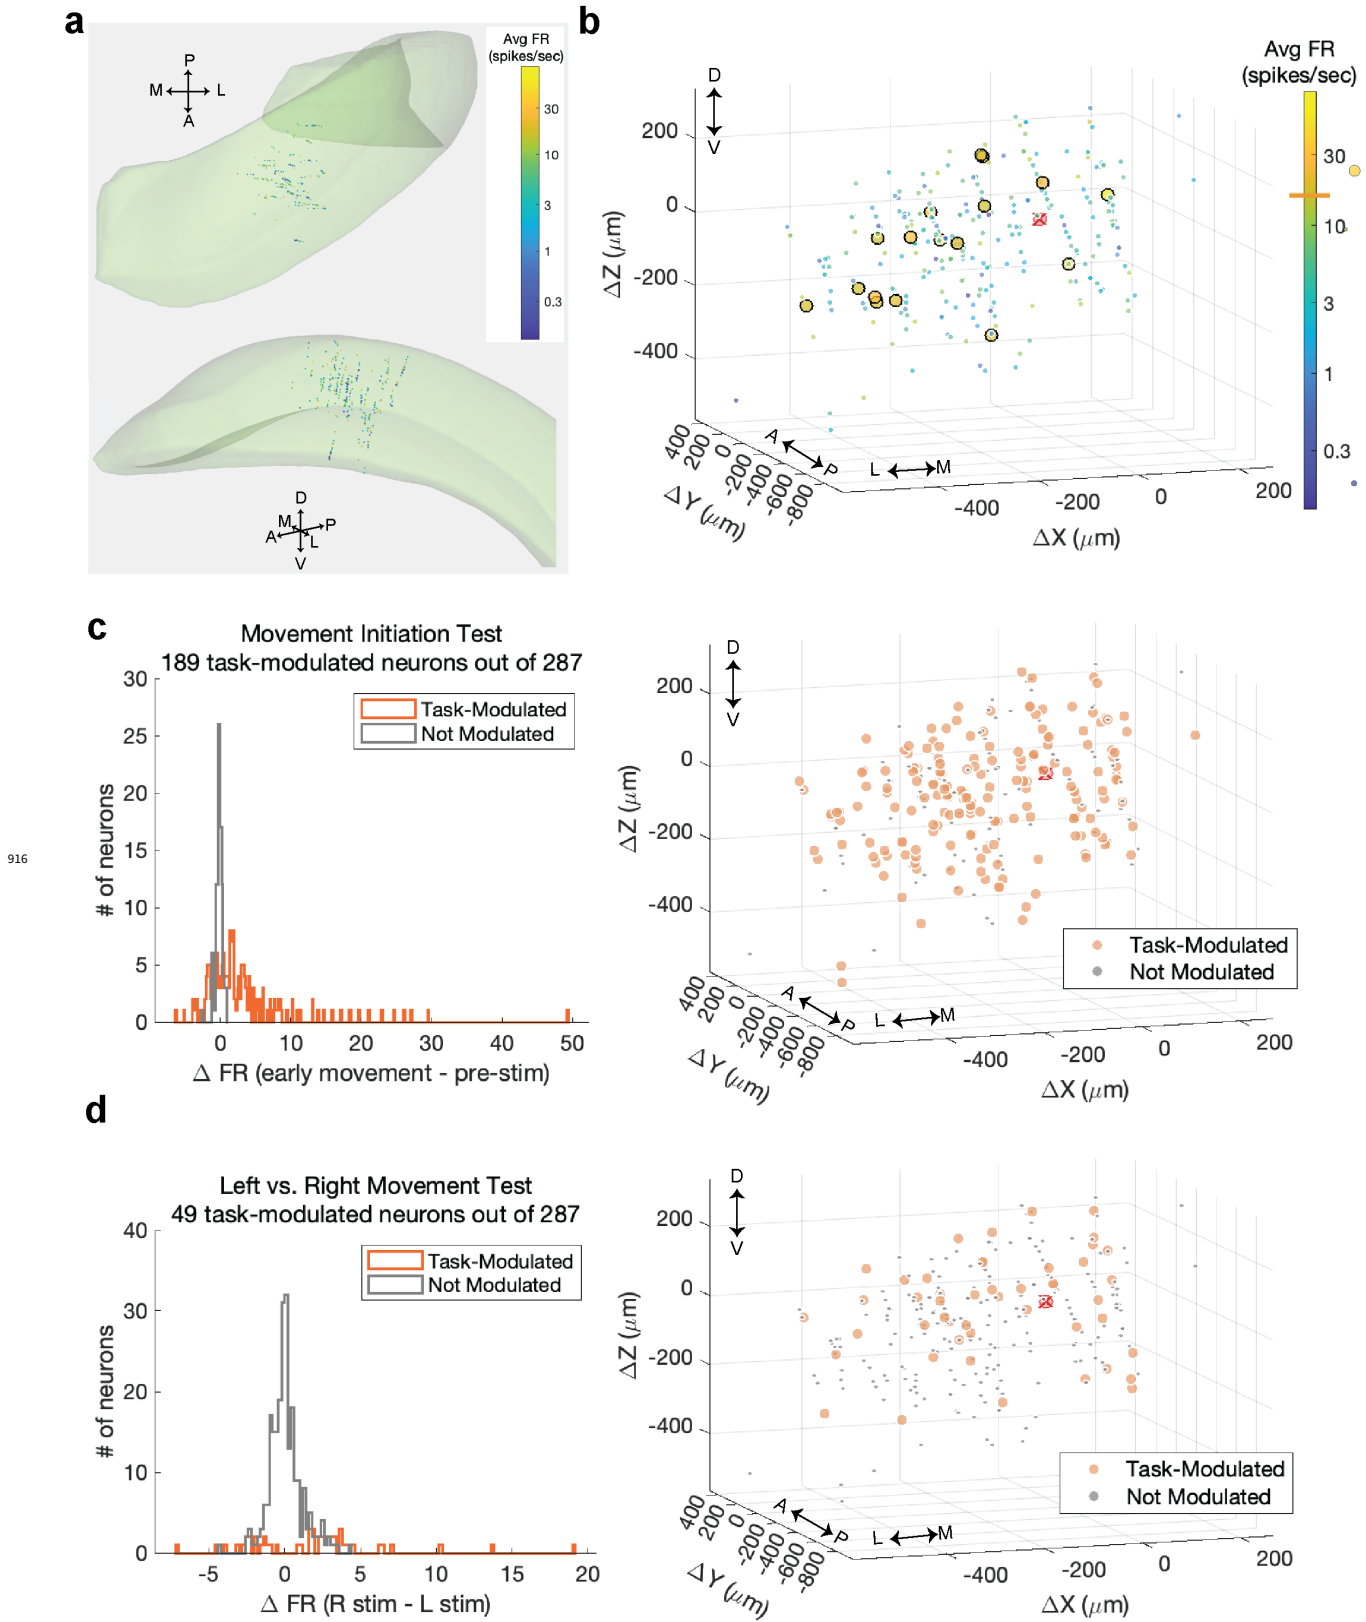 a
P
M
L
A
Avg FR
(spikes/sec)
30
10
3
1
0.3
D
M
P
A
L
V
b
D
V
200
0
-200
-400
ΔZ (μm)
400
200
0
-200
-400
-600
-800
ΔY (μm)
A
P
L
M
-400
-200
0
200
ΔX (μm)
Avg FR
(spikes/sec)
30
10
3
1
0.3
916
c
Movement Initiation Test
189 task-modulated neurons out of 287
Task-Modulated
Not Modulated
30
25
20
15
10
5
0
# of neurons
0
10
20
30
40
50
Δ FR (early movement - pre-stim)
D
V
200
0
-200
-400
ΔZ (μm)
Task-Modulated
Not Modulated
400
200
0
-200
-400
-600
-800
ΔY (μm)
A
P
L
M
-400
-200
0
200
ΔX (μm)
d
Left vs. Right Movement Test
49 task-modulated neurons out of 287
Task-Modulated
Not Modulated
40
30
20
10
0
# of neurons
-5
0
5
10
15
20
Δ FR (R stim - L stim)
D
V
200
0
-200
-400
ΔZ (μm)
Task-Modulated
Not Modulated
400
200
0
-200
-400
-600
-800
ΔY (μm)
A
P
L
M
-400
-200
0
200
ΔX (μm)